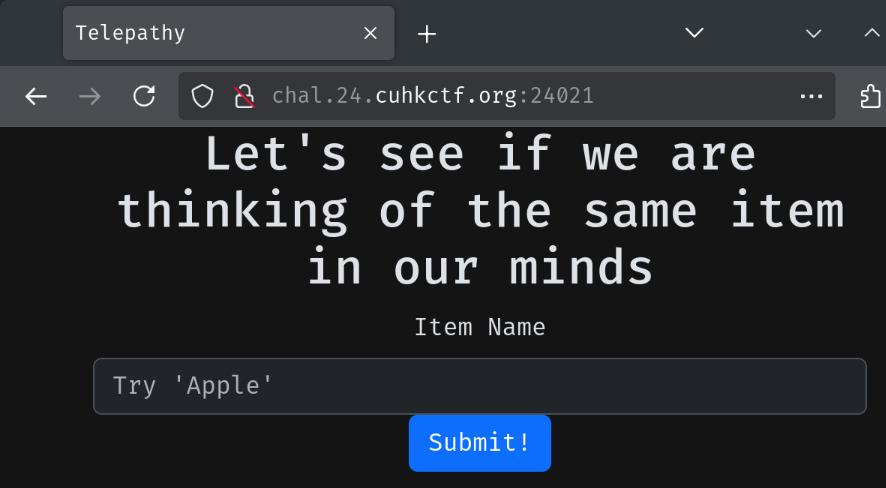 Telepathy
chal.24.cuhkctf.org:24021
Let's see if we are
thinking of the same item
in our minds
Item Name
Try 'Apple'
Submit!